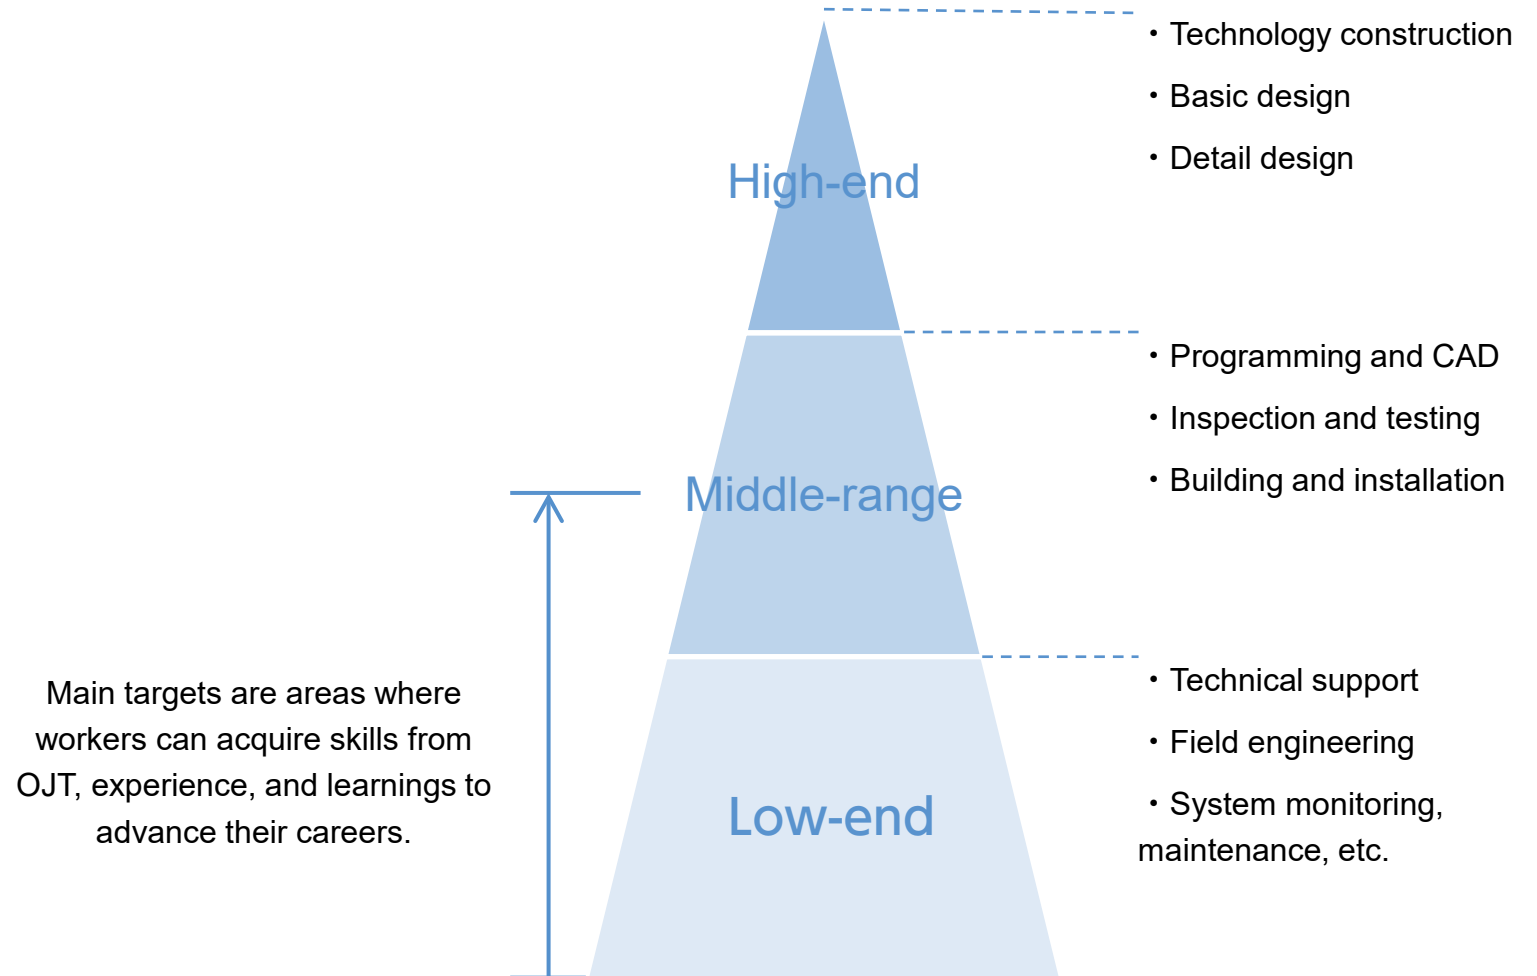 ・Technology construction
・Basic design
・Detail design
High-end
・Programming and CAD
・Inspection and testing
・Building and installation
Middle-range
Main targets are areas where
workers can acquire skills from
OJT, experience, and learnings to
advance their careers.
Low-end
・Technical support
・Field engineering
・System monitoring,
maintenance, etc.